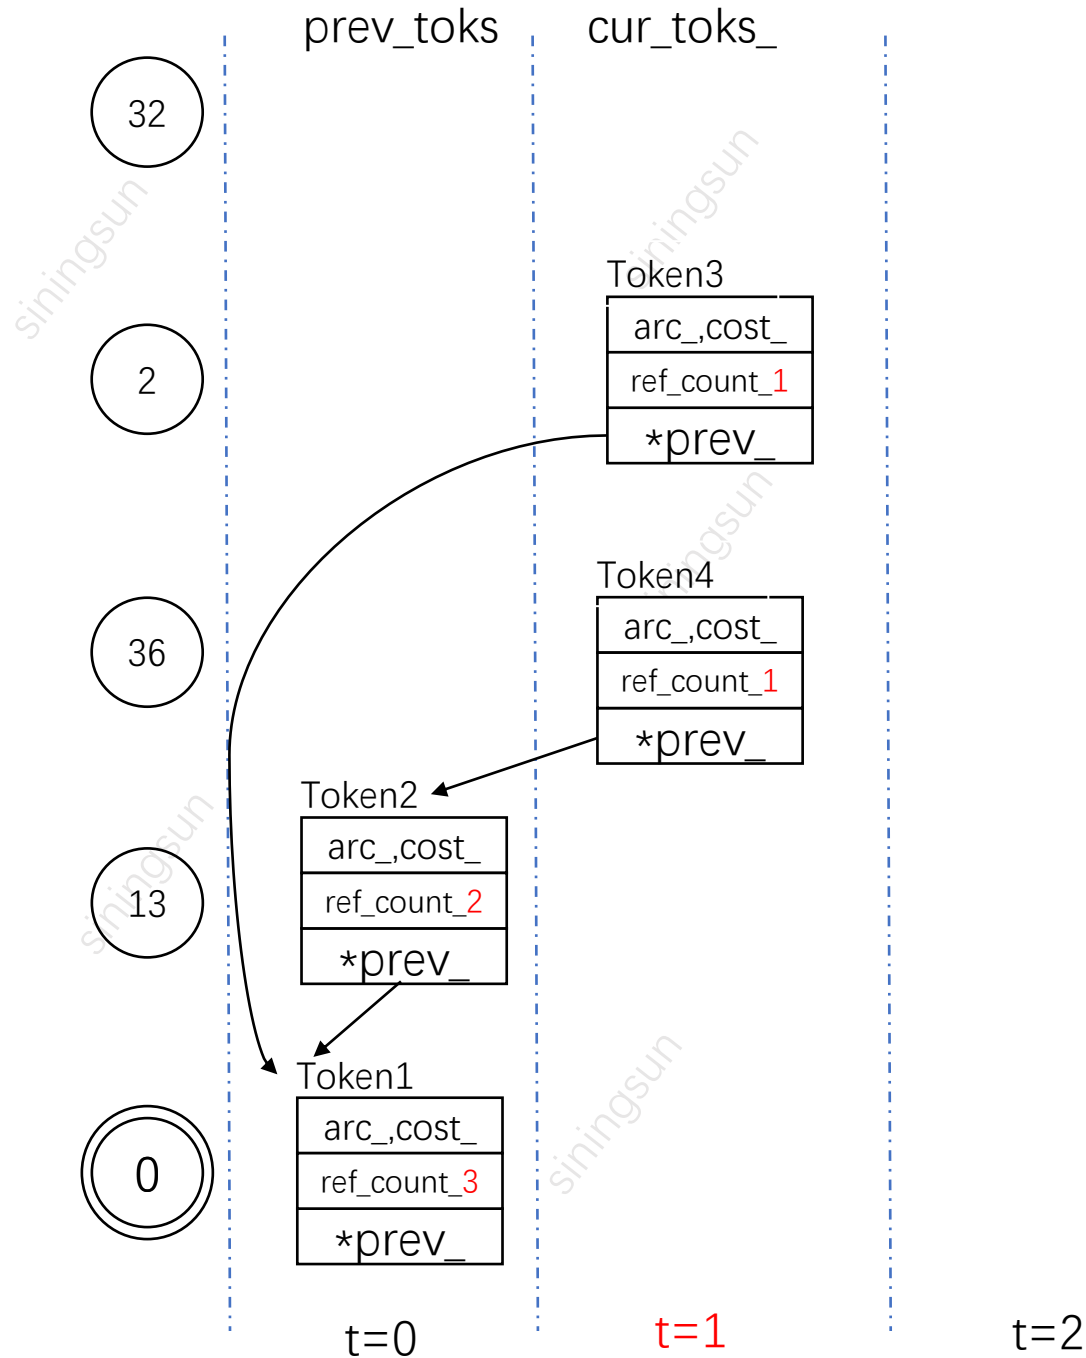 prev_toks cur_toks_
32
siningsun
siningsun
Token3
arc_,cost_
2
ref_count_1
*prev_
siningsun
Token4
arc_,cost_
36
ref_count_1
*prev_
Token2
siningsun
arc_,cost_
13
ref_count_2
*prev_
Token1
siningsun
arc_,cost_
0
ref_count_3
*prev_
t=0 t=1 t=2